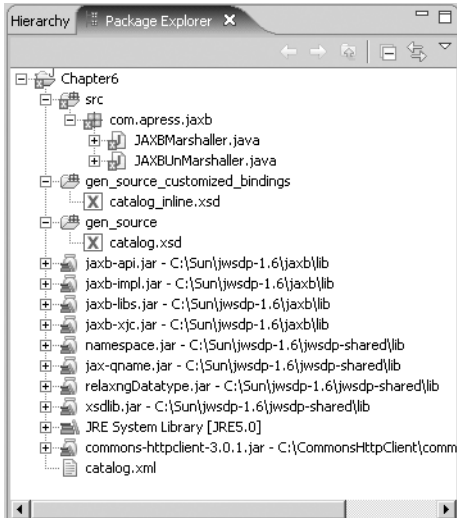 Hierarchy Package Explorer
Chapter6
src
com.apress.jaxb
JAXBMarshaller.java
JAXBUnMarshaller.java
gen_source_customized_bindings
catalog_inline.xsd
gen_source
catalog.xsd
jaxb-api.jar - C:\Sun\jwsdp-1.6\jaxb\lib
jaxb-impl.jar - C:\Sun\jwsdp-1.6\jaxb\lib
jaxb-libs.jar - C:\Sun\jwsdp-1.6\jaxb\lib
jaxb-xjc.jar - C:\Sun\jwsdp-1.6\jaxb\lib
namespace.jar - C:\Sun\jwsdp-1.6\jwsdp-shared\lib
jax-qname.jar - C:\Sun\jwsdp-1.6\jwsdp-shared\lib
relaxngDatatype.jar - C:\Sun\jwsdp-1.6\jwsdp-shared\lib
xsdlib.jar - C:\Sun\jwsdp-1.6\jwsdp-shared\lib
JRE System Library [JRE5.0]
commons-httpclient-3.0.1.jar - C:\CommonsHttpClient\comm
catalog.xml